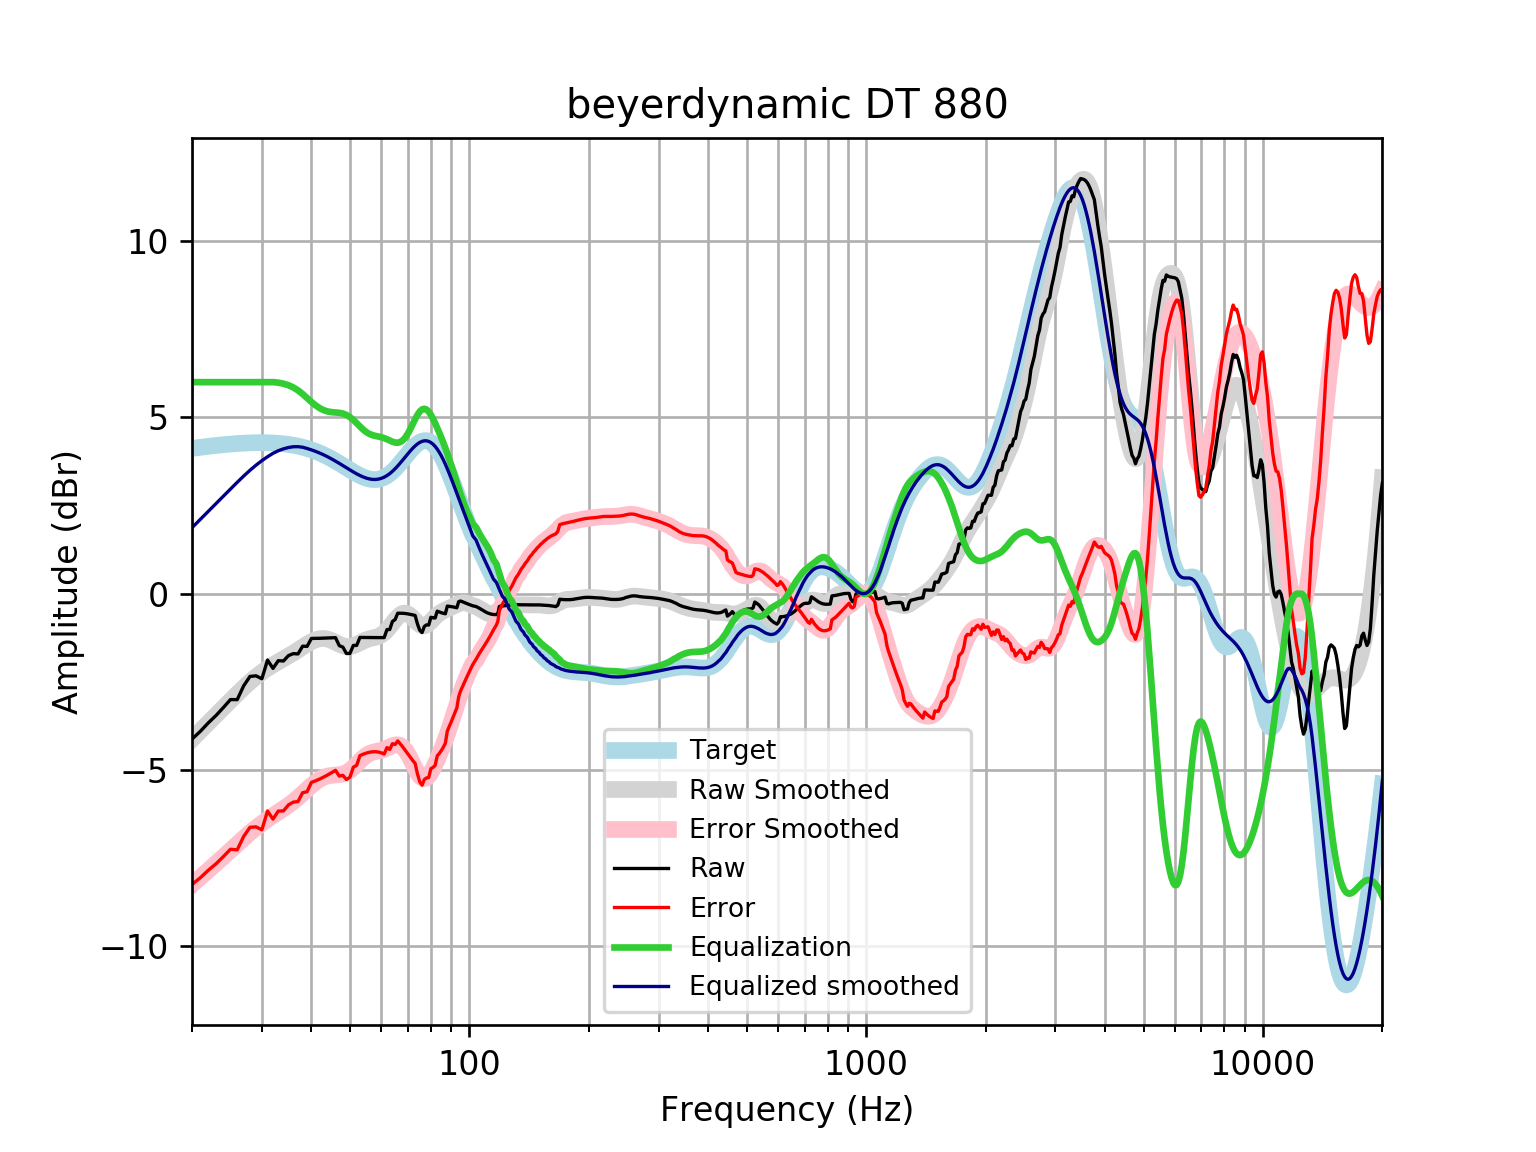 beyerdynamic DT 880
10
5
0
−5
−10
Amplitude (dBr)
Target
Raw Smoothed
Error Smoothed
Raw
Error
Equalization
Equalized smoothed
100
1000
10000
Frequency (Hz)